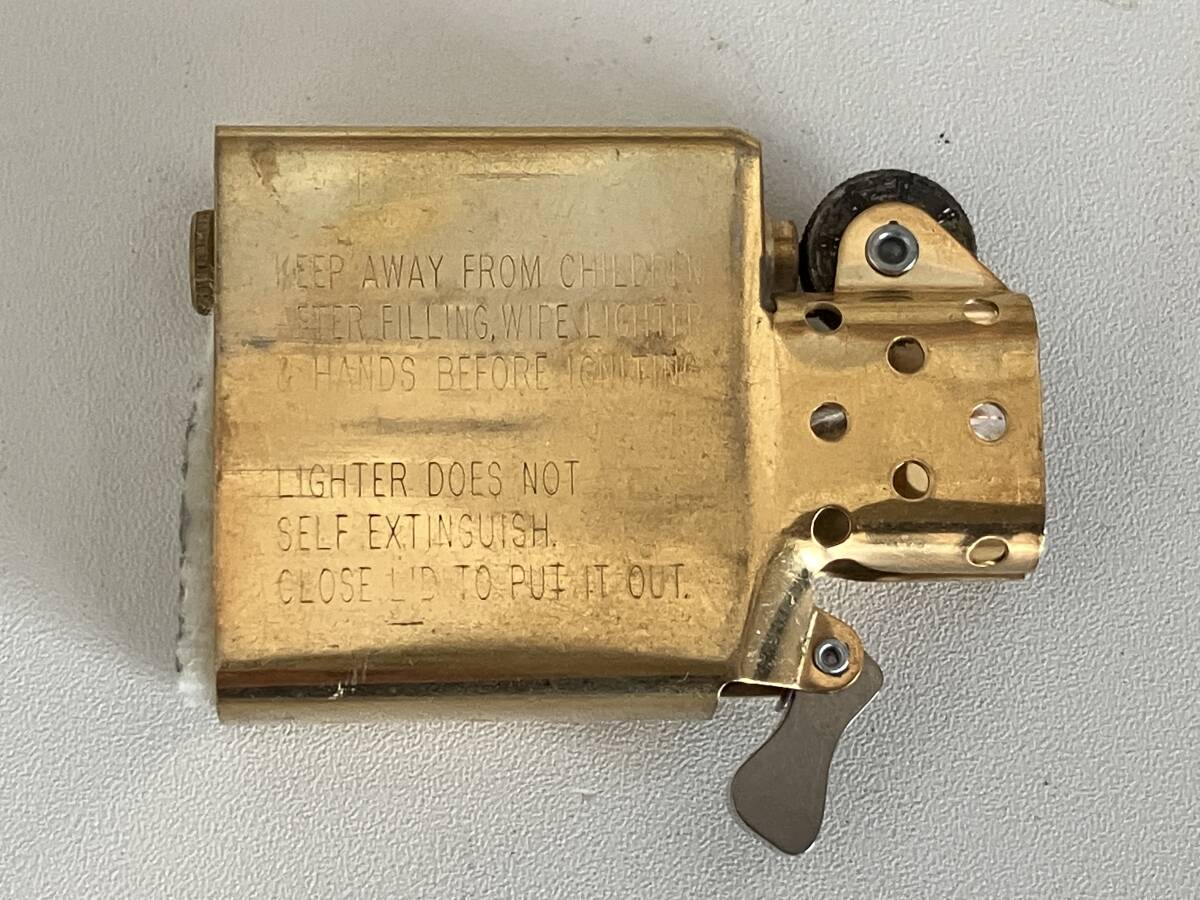 KEEP AWAY FROM CHILDREN
AFTER FILLING, WIPE LIGHTER
& HANDS BEFORE IGNITING
LIGHTER DOES NOT
SELF EXTINGUISH.
CLOSE LID TO PUT IT OUT.